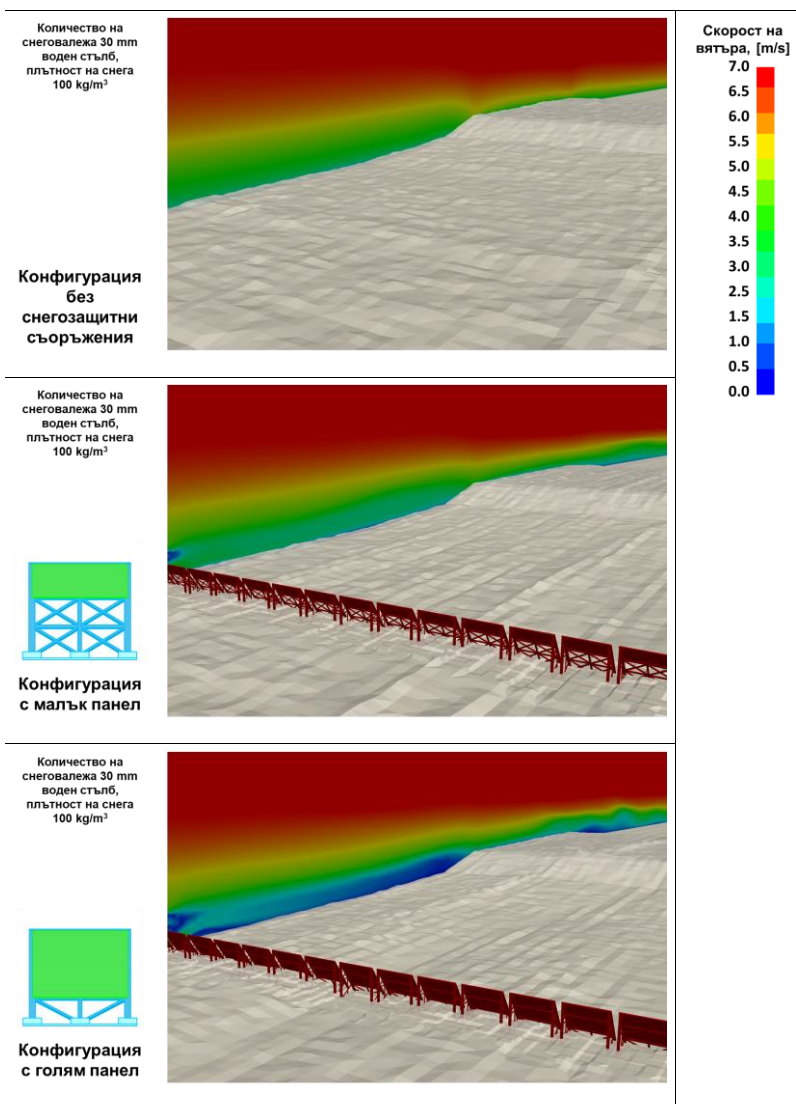 Количество на
снеговалежа 30 mm
воден стълб,
плътност на снега
100 kg/m³
Конфигурация
без
снегозащитни
съоръжения
Скорост на
вятъра, [m/s]
7.0
6.5
6.0
5.5
5.0
4.5
4.0
3.5
3.0
2.5
1.5
1.0
0.5
0.0
Количество на
снеговалежа 30 mm
воден стълб,
плътност на снега
100 kg/m³
Конфигурация
с малък панел
Количество на
снеговалежа 30 mm
воден стълб,
плътност на снега
100 kg/m³
Конфигурация
с голям панел